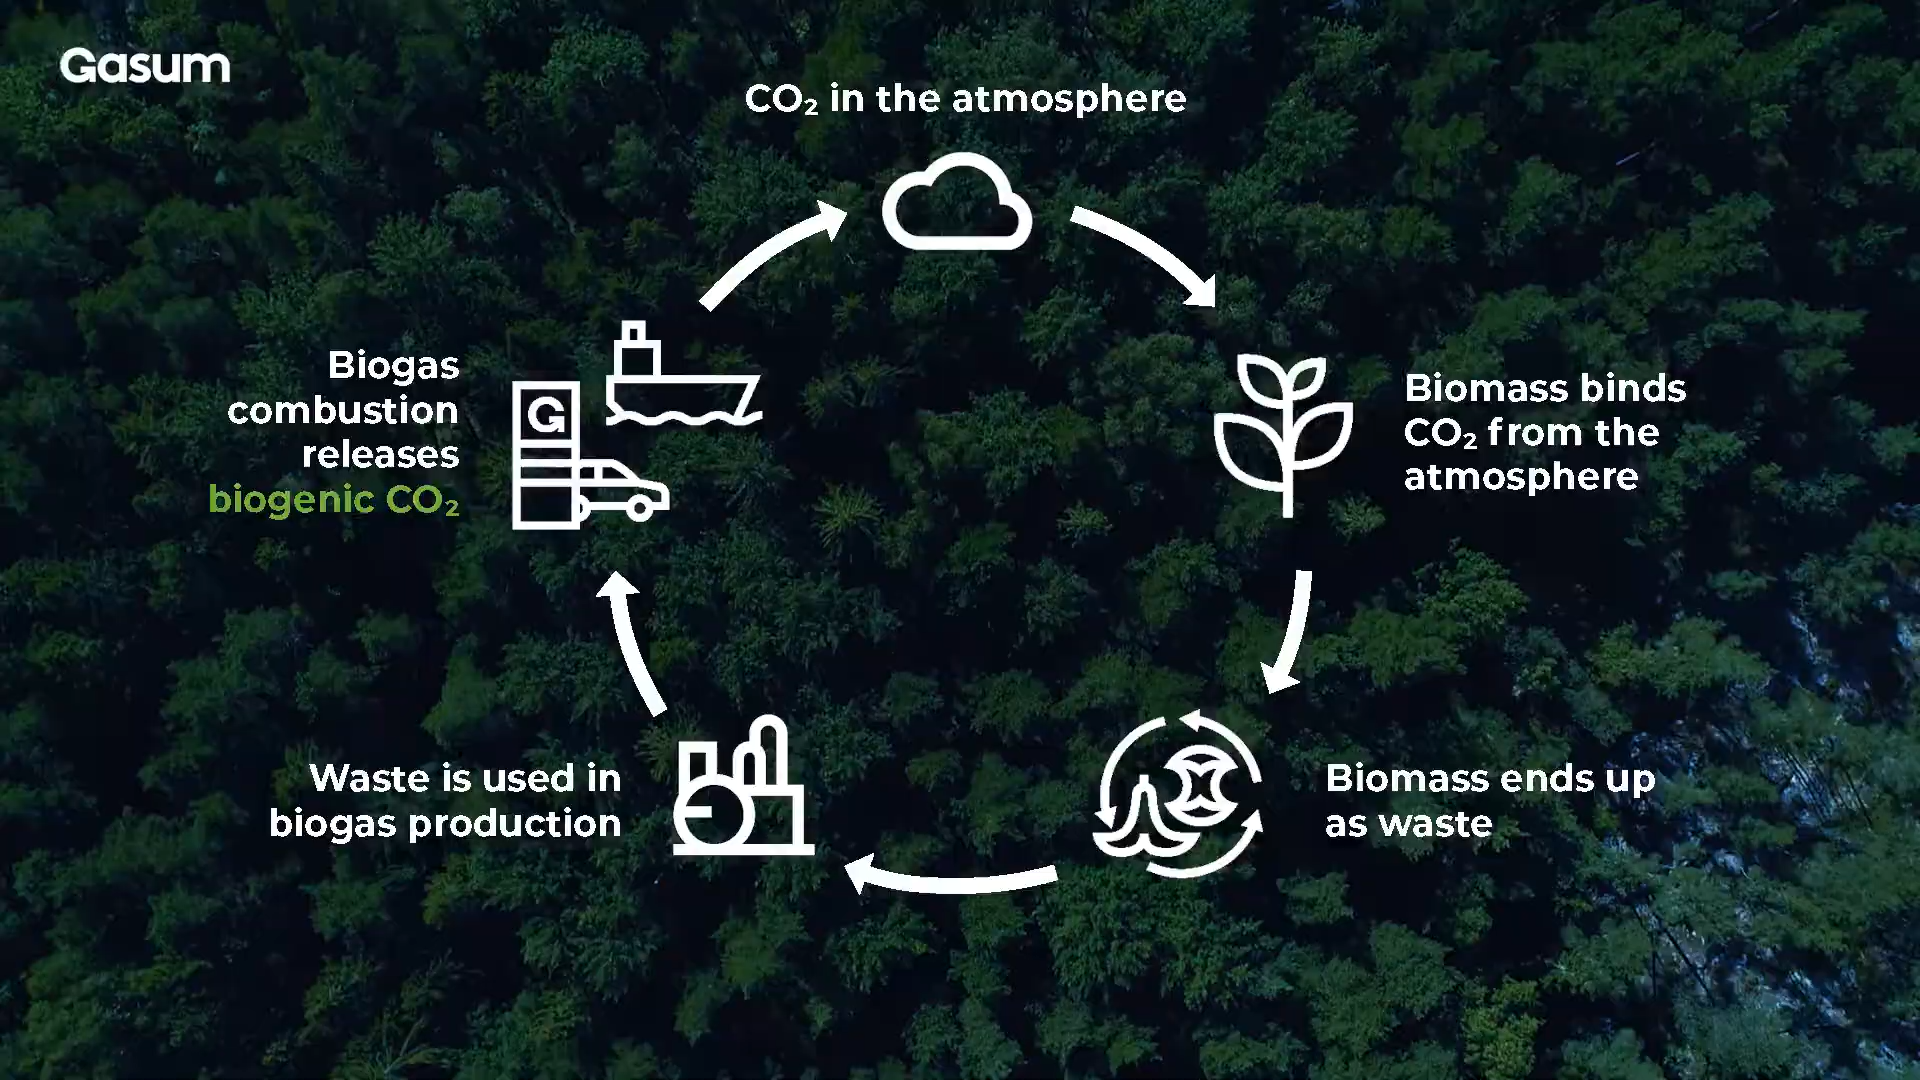 Gasum
CO₂ in the atmosphere
Biomass binds
CO₂ from the
atmosphere
Biomass ends up
as waste
Waste is used in
biogas production
Biogas
combustion
releases
biogenic CO₂
G